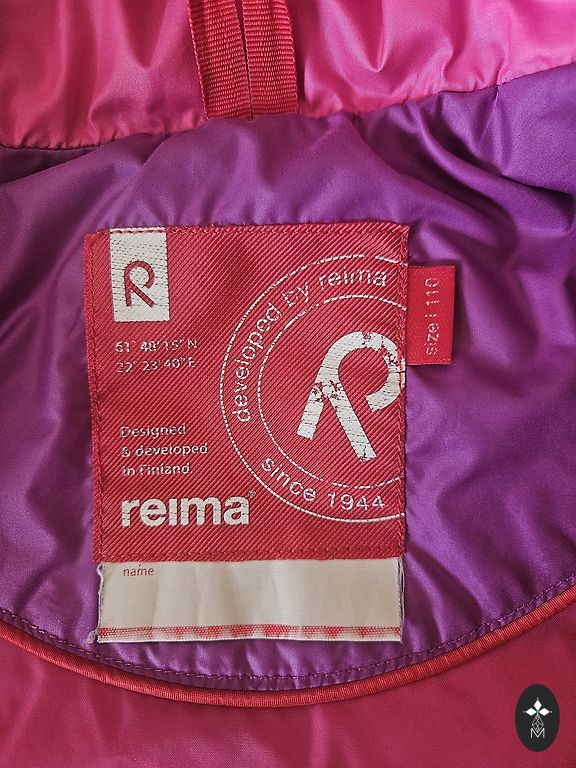 R
61° 48' 15" N
22° 23' 40" E
Designed
& developed
in Finland
reima®
developed by reima
R
since 1944
size | 110
name
M